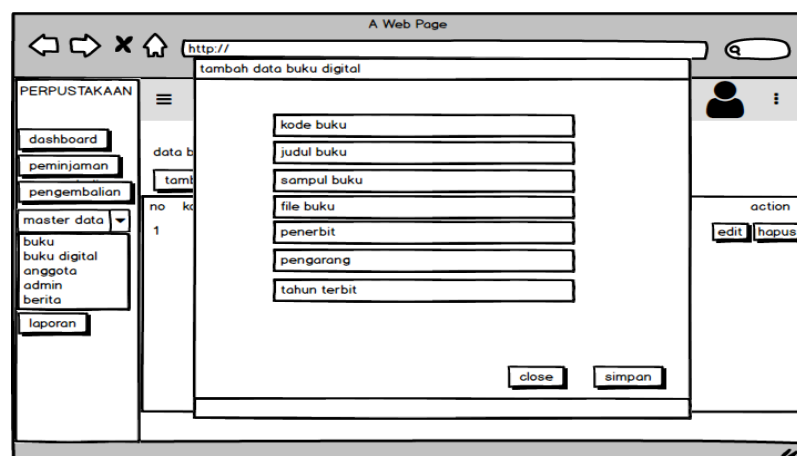 A Web Page
http://
tambah data buku digital
PERPUSTAKAAN
dashboard
peminjaman
pengembalian
master data
buku
buku digital
anggota
admin
berita
laporan
data b
tamb
no ko
1
kode buku
judul buku
sampul buku
file buku
penerbit
pengarang
tahun terbit
close simpan
action
edit hapus